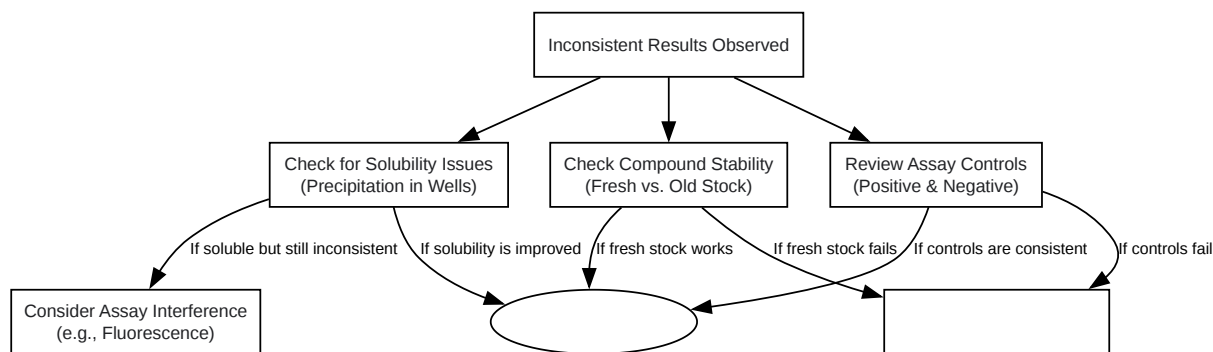 Inconsistent Results Observed
Check for Solubility Issues
(Precipitation in Wells)
Check Compound Stability
(Fresh vs. Old Stock)
Review Assay Controls
(Positive & Negative)
If soluble but still inconsistent
If solubility is improved
If fresh stock works
If fresh stock fails
If controls are consistent
If controls fail
Consider Assay Interference
(e.g., Fluorescence)